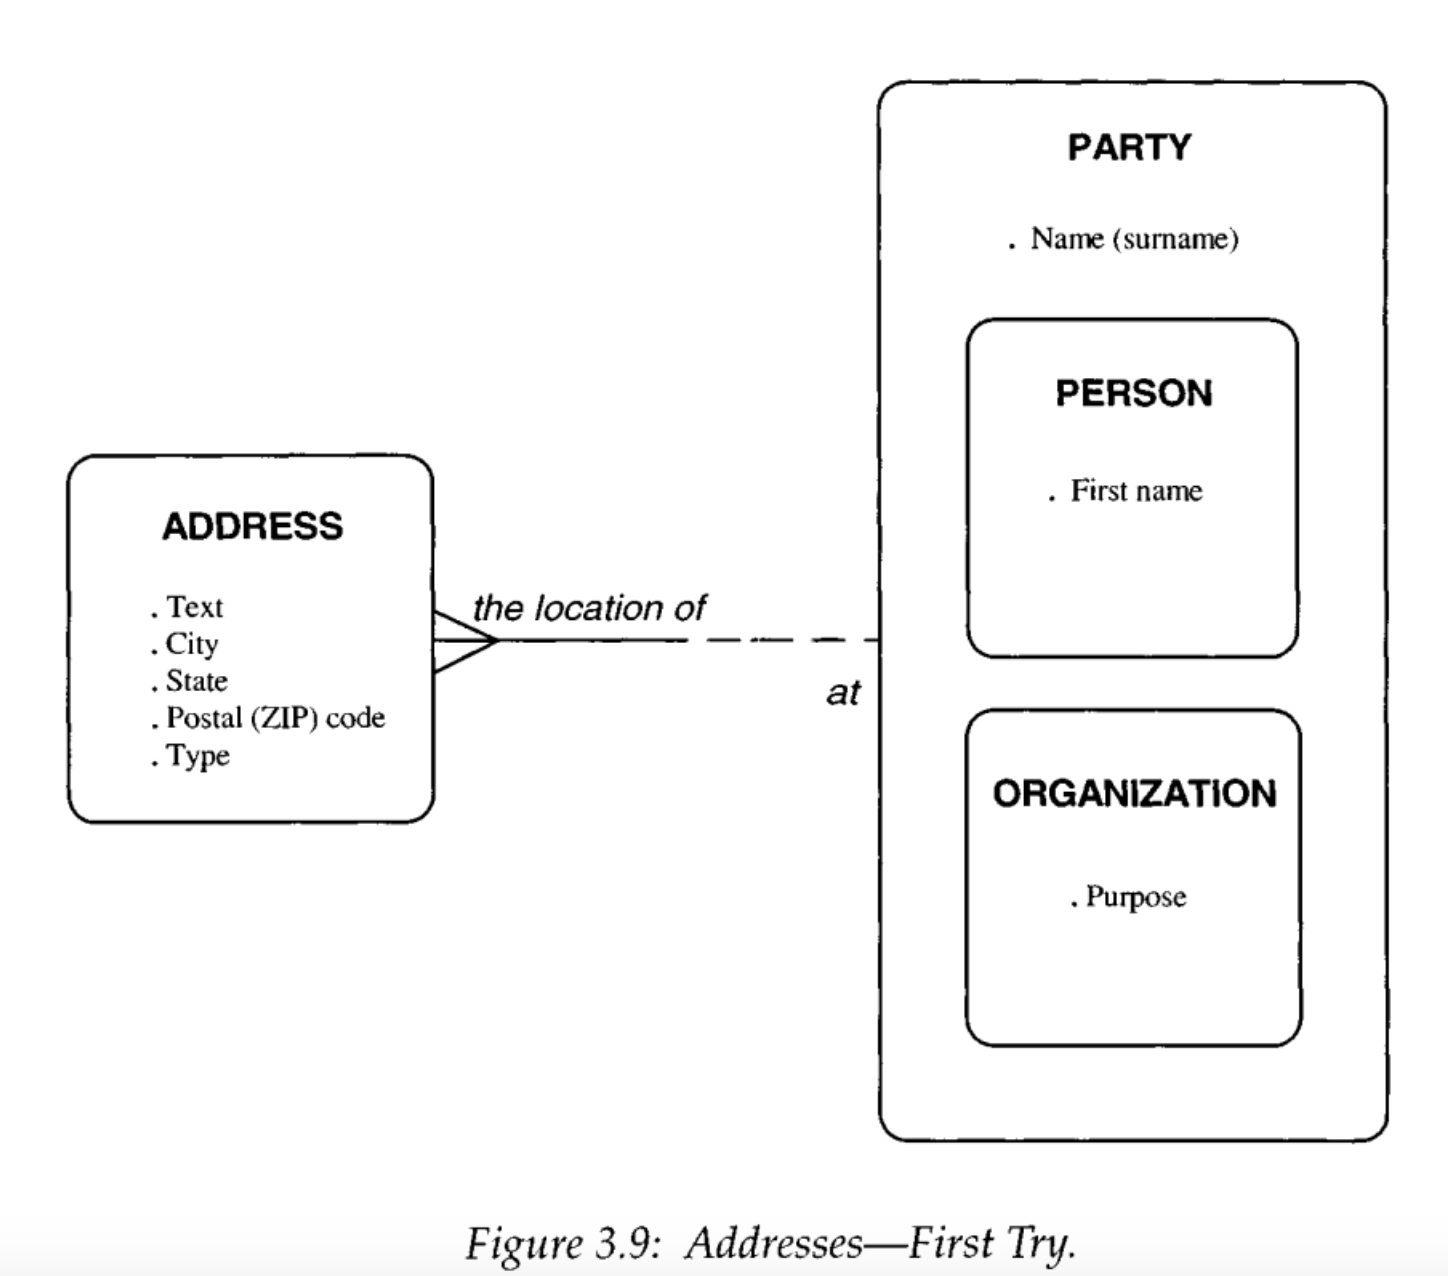 PARTY
. Name (surname)
PERSON
. First name
ADDRESS
. Text
. City
. State
. Postal (ZIP) code
. Type
the location of
at
ORGANIZATION
. Purpose
Figure 3.9: Addresses—First Try.